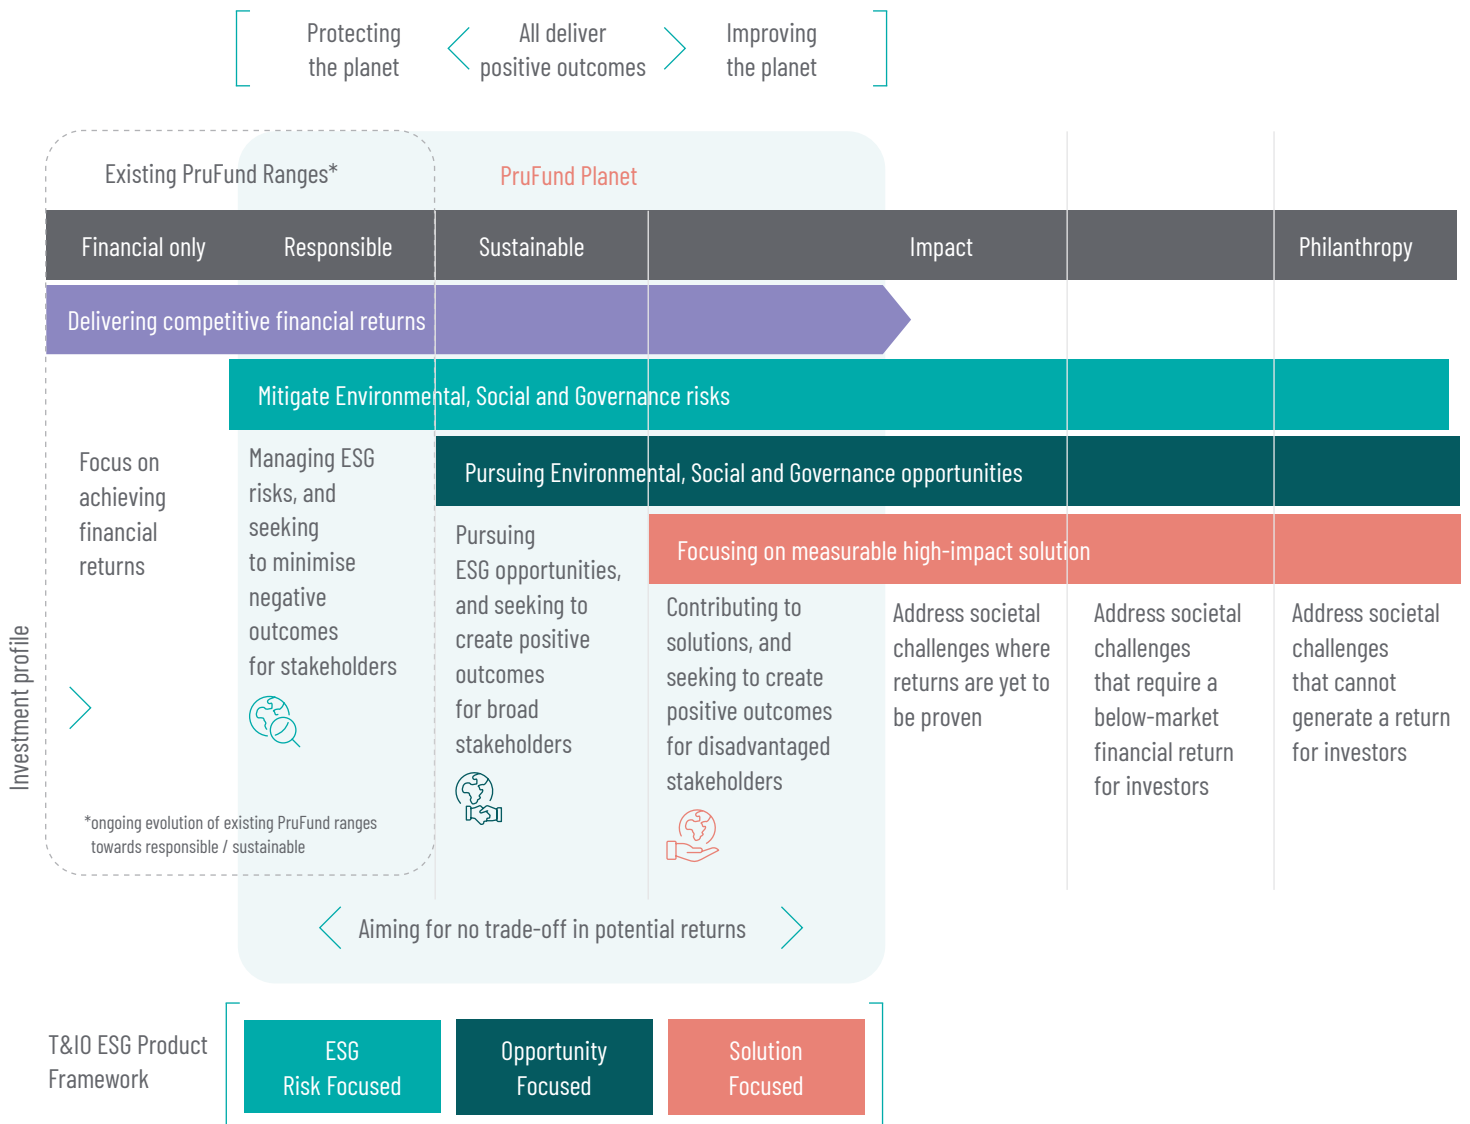 Protecting
the planet
All deliver
positive outcomes
Improving
the planet
Existing PruFund Ranges*
PruFund Planet
Financial only
Responsible
Sustainable
Impact
Philanthropy
Delivering competitive financial returns
Mitigate Environmental, Social and Governance risks
Pursuing Environmental, Social and Governance opportunities
Focusing on measurable high-impact solution
Investment profile
Focus on
achieving
financial
returns
Managing ESG
risks, and
seeking
to minimise
negative
outcomes
for stakeholders
Pursuing
ESG opportunities,
and seeking to
create positive
outcomes
for broad
stakeholders
Contributing to
solutions, and
seeking to create
positive outcomes
for disadvantaged
stakeholders
Address societal
challenges where
returns are yet to
be proven
Address societal
challenges
that require a
below-market
financial return
for investors
Address societal
challenges
that cannot
generate a return
for investors
*ongoing evolution of existing PruFund ranges
towards responsible / sustainable
Aiming for no trade-off in potential returns
T&IO ESG Product
Framework
ESG
Risk Focused
Opportunity
Focused
Solution
Focused